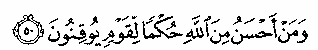 وَمَنْ أَحْسَنُ مِنَ ٱللَّهِ حُكْمًا لِّقَوْمٍ يُوقِنُونَ ۝٥٠